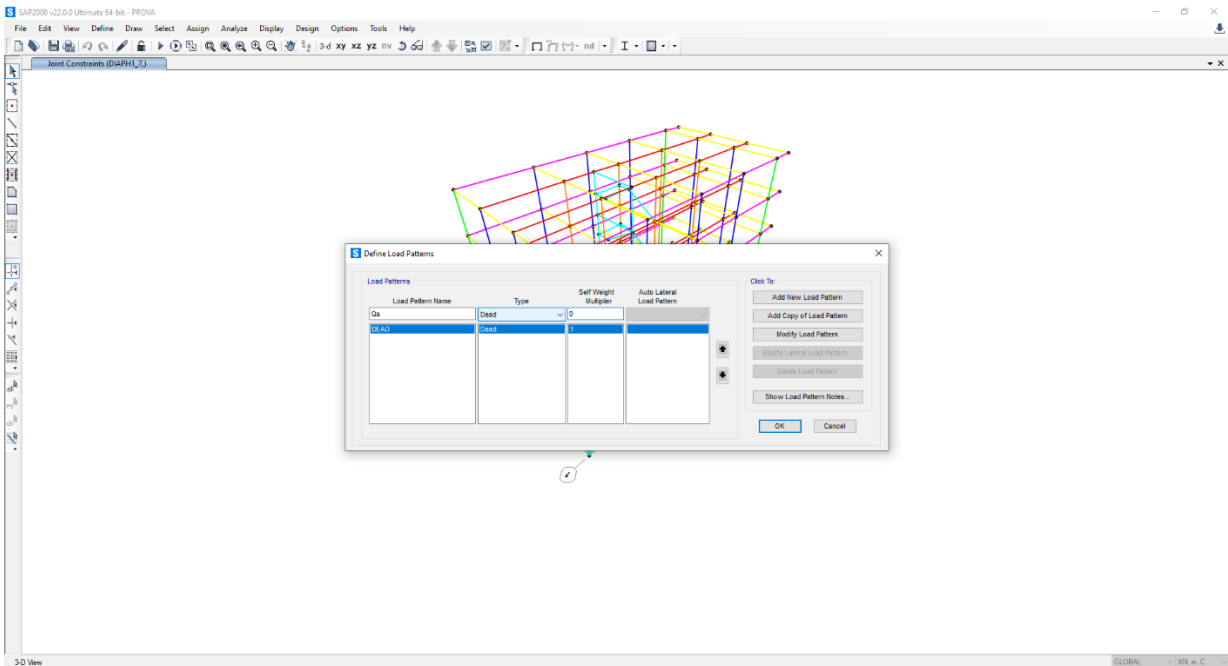 SAP2000 v22.0.0 Ultimate 64-bit - PROVA
File Edit View Define Draw Select Assign Analyze Display Design Options Tools Help
3-d xy xz yz nv nd
Joint Constraints (DIAPH1_7,)
Define Load Patterns
Load Patterns
Click To:
Load Pattern Name Type Self Weight Multiplier Auto Lateral Load Pattern
Qs Dead 0
DEAD Dead 1
Add New Load Pattern
Add Copy of Load Pattern
Modify Load Pattern
Modify Lateral Load Pattern...
Delete Load Pattern
Show Load Pattern Notes...
OK Cancel
3-D View
GLOBAL KN, m, C